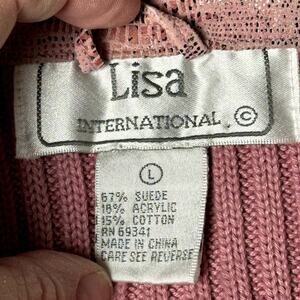 Lisa
INTERNATIONAL ©
L
67% SUEDE
18% ACRYLIC
15% COTTON
RN 69341
MADE IN CHINA
CARE SEE REVERSE